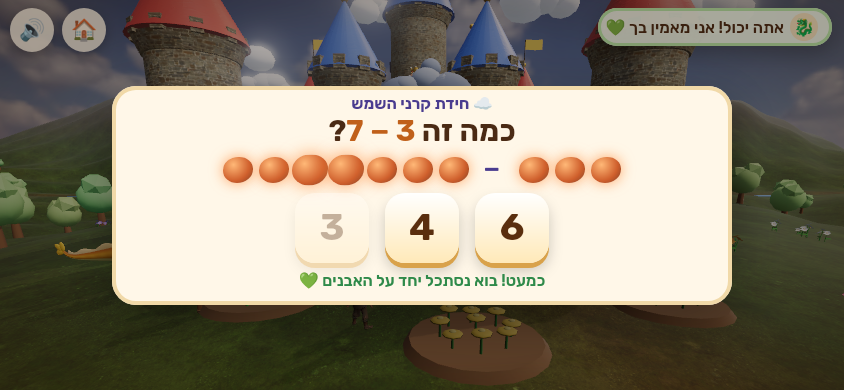 אתה יכול! אני מאמין בך 💚
☁️ חידת קרני השמש
כמה זה 7 – 3?
–
3 4 6
כמעט! בוא נסתכל יחד על האבנים 💚